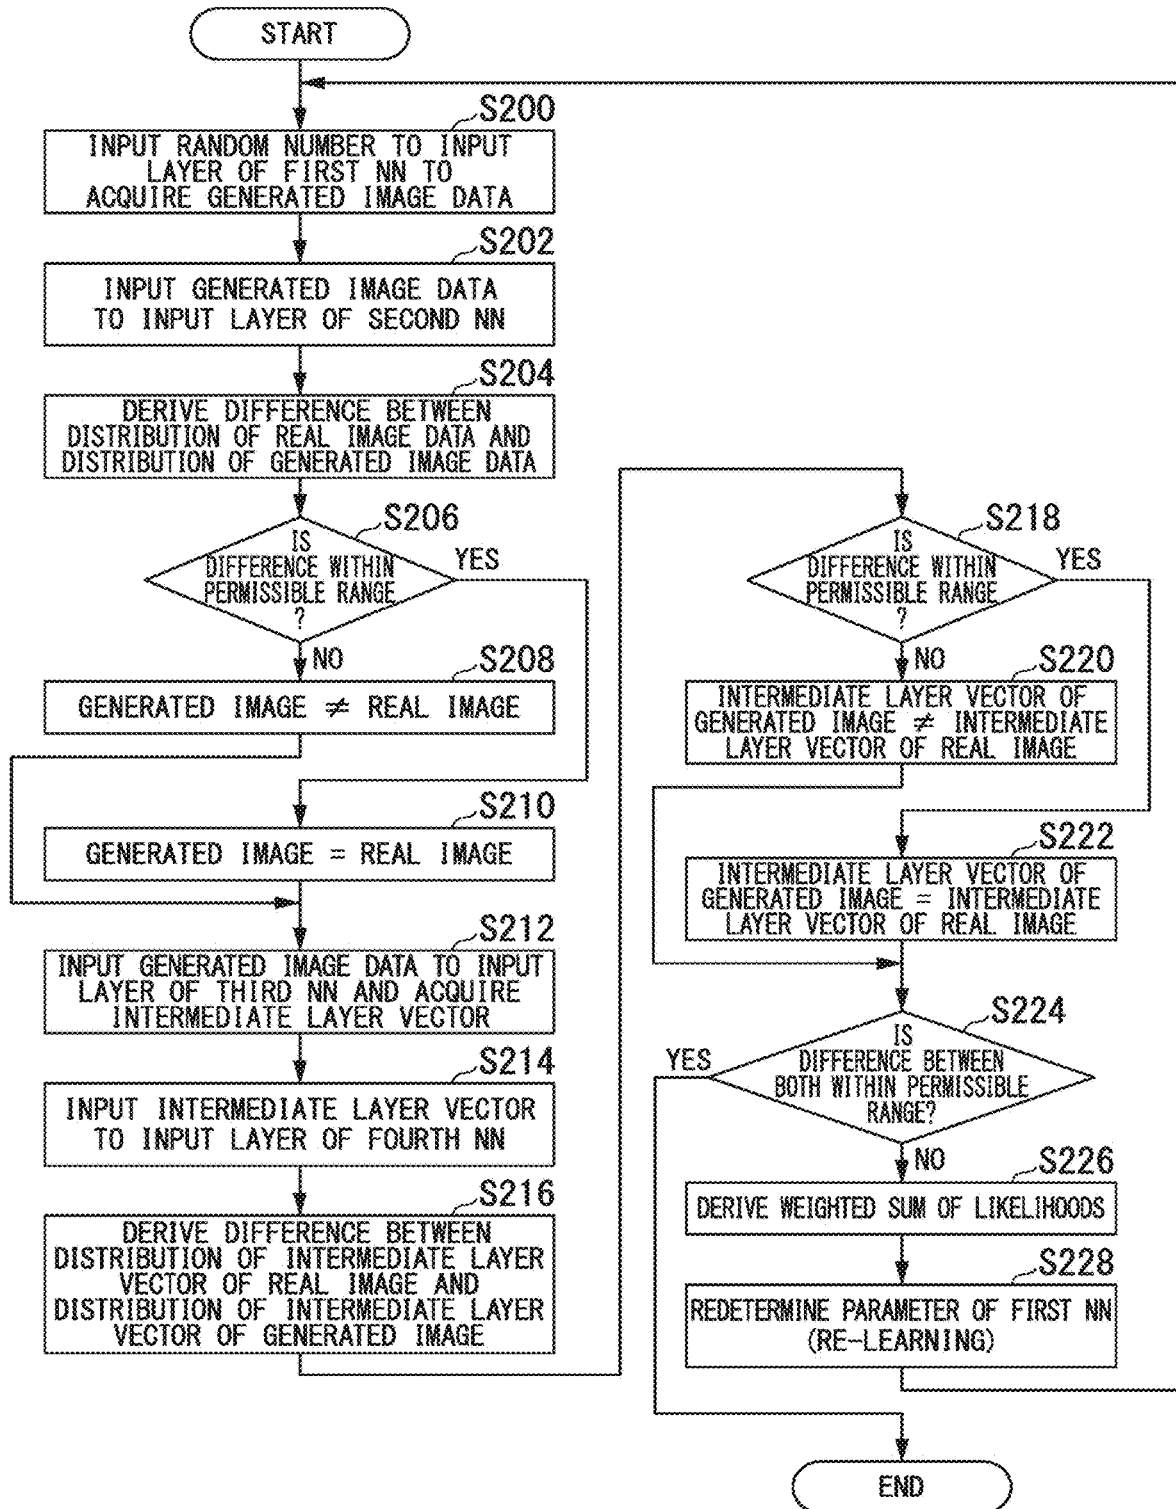 START
S200
INPUT RANDOM NUMBER TO INPUT
LAYER OF FIRST NN TO
ACQUIRE GENERATED IMAGE DATA
S202
INPUT GENERATED IMAGE DATA
TO INPUT LAYER OF SECOND NN
S204
DERIVE DIFFERENCE BETWEEN
DISTRIBUTION OF REAL IMAGE DATA AND
DISTRIBUTION OF GENERATED IMAGE DATA
S206
IS
DIFFERENCE WITHIN
PERMISSIBLE RANGE
?
YES
NO
S208
GENERATED IMAGE ≠ REAL IMAGE
S210
GENERATED IMAGE = REAL IMAGE
S212
INPUT GENERATED IMAGE DATA TO INPUT
LAYER OF THIRD NN AND ACQUIRE
INTERMEDIATE LAYER VECTOR
S214
INPUT INTERMEDIATE LAYER VECTOR
TO INPUT LAYER OF FOURTH NN
S216
DERIVE DIFFERENCE BETWEEN
DISTRIBUTION OF INTERMEDIATE LAYER
VECTOR OF REAL IMAGE AND
DISTRIBUTION OF INTERMEDIATE LAYER
VECTOR OF GENERATED IMAGE
S218
IS
DIFFERENCE WITHIN
PERMISSIBLE RANGE
?
YES
NO
S220
INTERMEDIATE LAYER VECTOR OF
GENERATED IMAGE ≠ INTERMEDIATE
LAYER VECTOR OF REAL IMAGE
S222
INTERMEDIATE LAYER VECTOR OF
GENERATED IMAGE = INTERMEDIATE
LAYER VECTOR OF REAL IMAGE
S224
IS
DIFFERENCE BETWEEN
BOTH WITHIN PERMISSIBLE
RANGE?
YES
NO
S226
DERIVE WEIGHTED SUM OF LIKELIHOODS
S228
REDETERMINE PARAMETER OF FIRST NN
(RE-LEARNING)
END